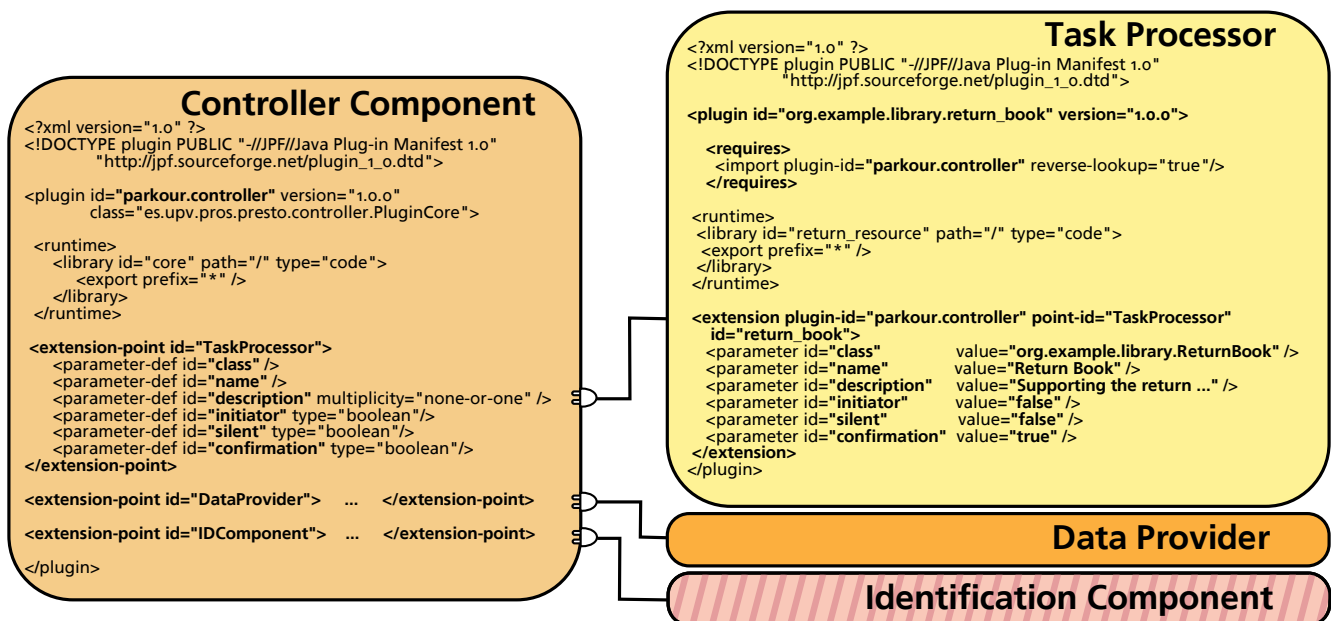 Controller Component
<?xml version="1.0" ?>
<!DOCTYPE plugin PUBLIC "-//JPF//Java Plug-in Manifest 1.0"
"http://jpf.sourceforge.net/plugin_1_0.dtd">
<plugin id="parkour.controller" version="1.0.0"
class="es.upv.pros.presto.controller.PluginCore">
<runtime>
<library id="core" path="/" type="code">
<export prefix="*" />
</library>
</runtime>
<extension-point id="TaskProcessor">
<parameter-def id="class" />
<parameter-def id="name" />
<parameter-def id="description" multiplicity="none-or-one" />
<parameter-def id="initiator" type="boolean"/>
<parameter-def id="silent" type="boolean"/>
<parameter-def id="confirmation" type="boolean"/>
</extension-point>
<extension-point id="DataProvider"> ... </extension-point>
<extension-point id="IDComponent"> ... </extension-point>
</plugin>
Task Processor
<?xml version="1.0" ?>
<!DOCTYPE plugin PUBLIC "-//JPF//Java Plug-in Manifest 1.0"
"http://jpf.sourceforge.net/plugin_1_0.dtd">
<plugin id="org.example.library.return_book" version="1.0.0">
<requires>
<import plugin-id="parkour.controller" reverse-lookup="true"/>
</requires>
<runtime>
<library id="return_resource" path="/" type="code">
<export prefix="*" />
</library>
</runtime>
<extension plugin-id="parkour.controller" point-id="TaskProcessor"
id="return_book">
<parameter id="class" value="org.example.library.ReturnBook" />
<parameter id="name" value="Return Book" />
<parameter id="description" value="Supporting the return ..." />
<parameter id="initiator" value="false" />
<parameter id="silent" value="false" />
<parameter id="confirmation" value="true" />
</extension>
</plugin>
Data Provider
Identification Component